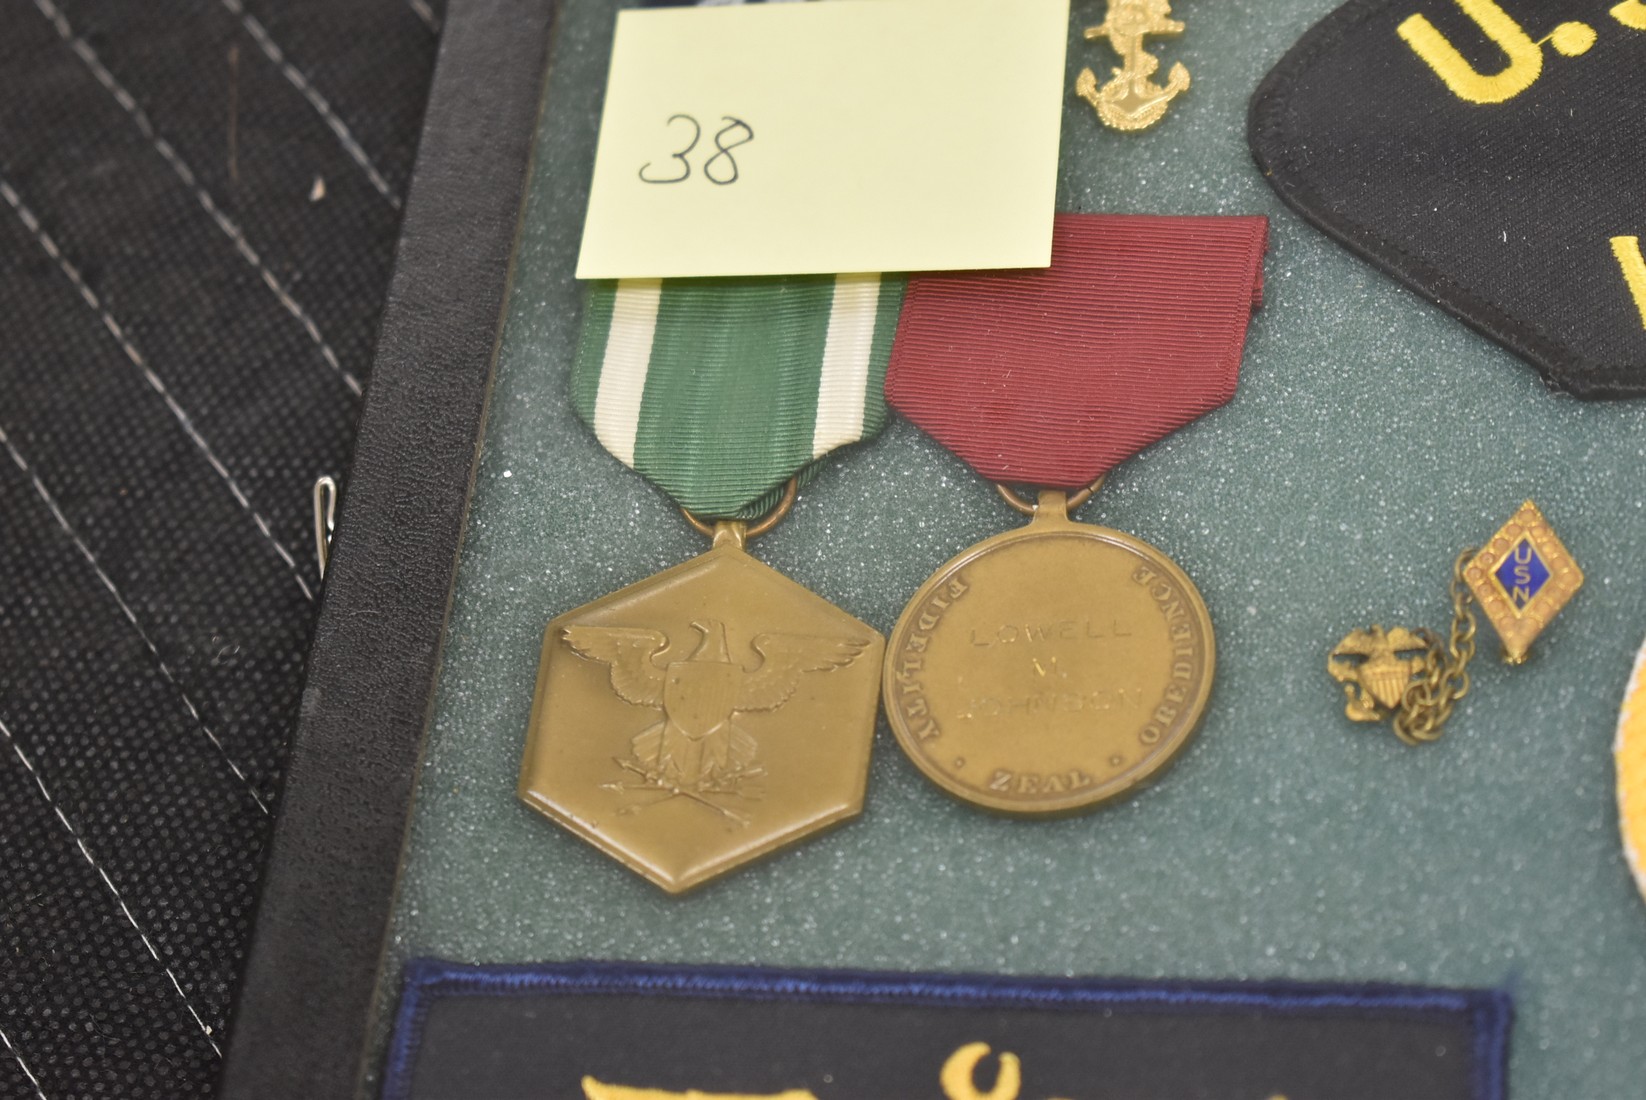 38
U.S
FIDELITY
OBEDIENCE
ZEAL
LOWELL
M.
JOHNSON
USN